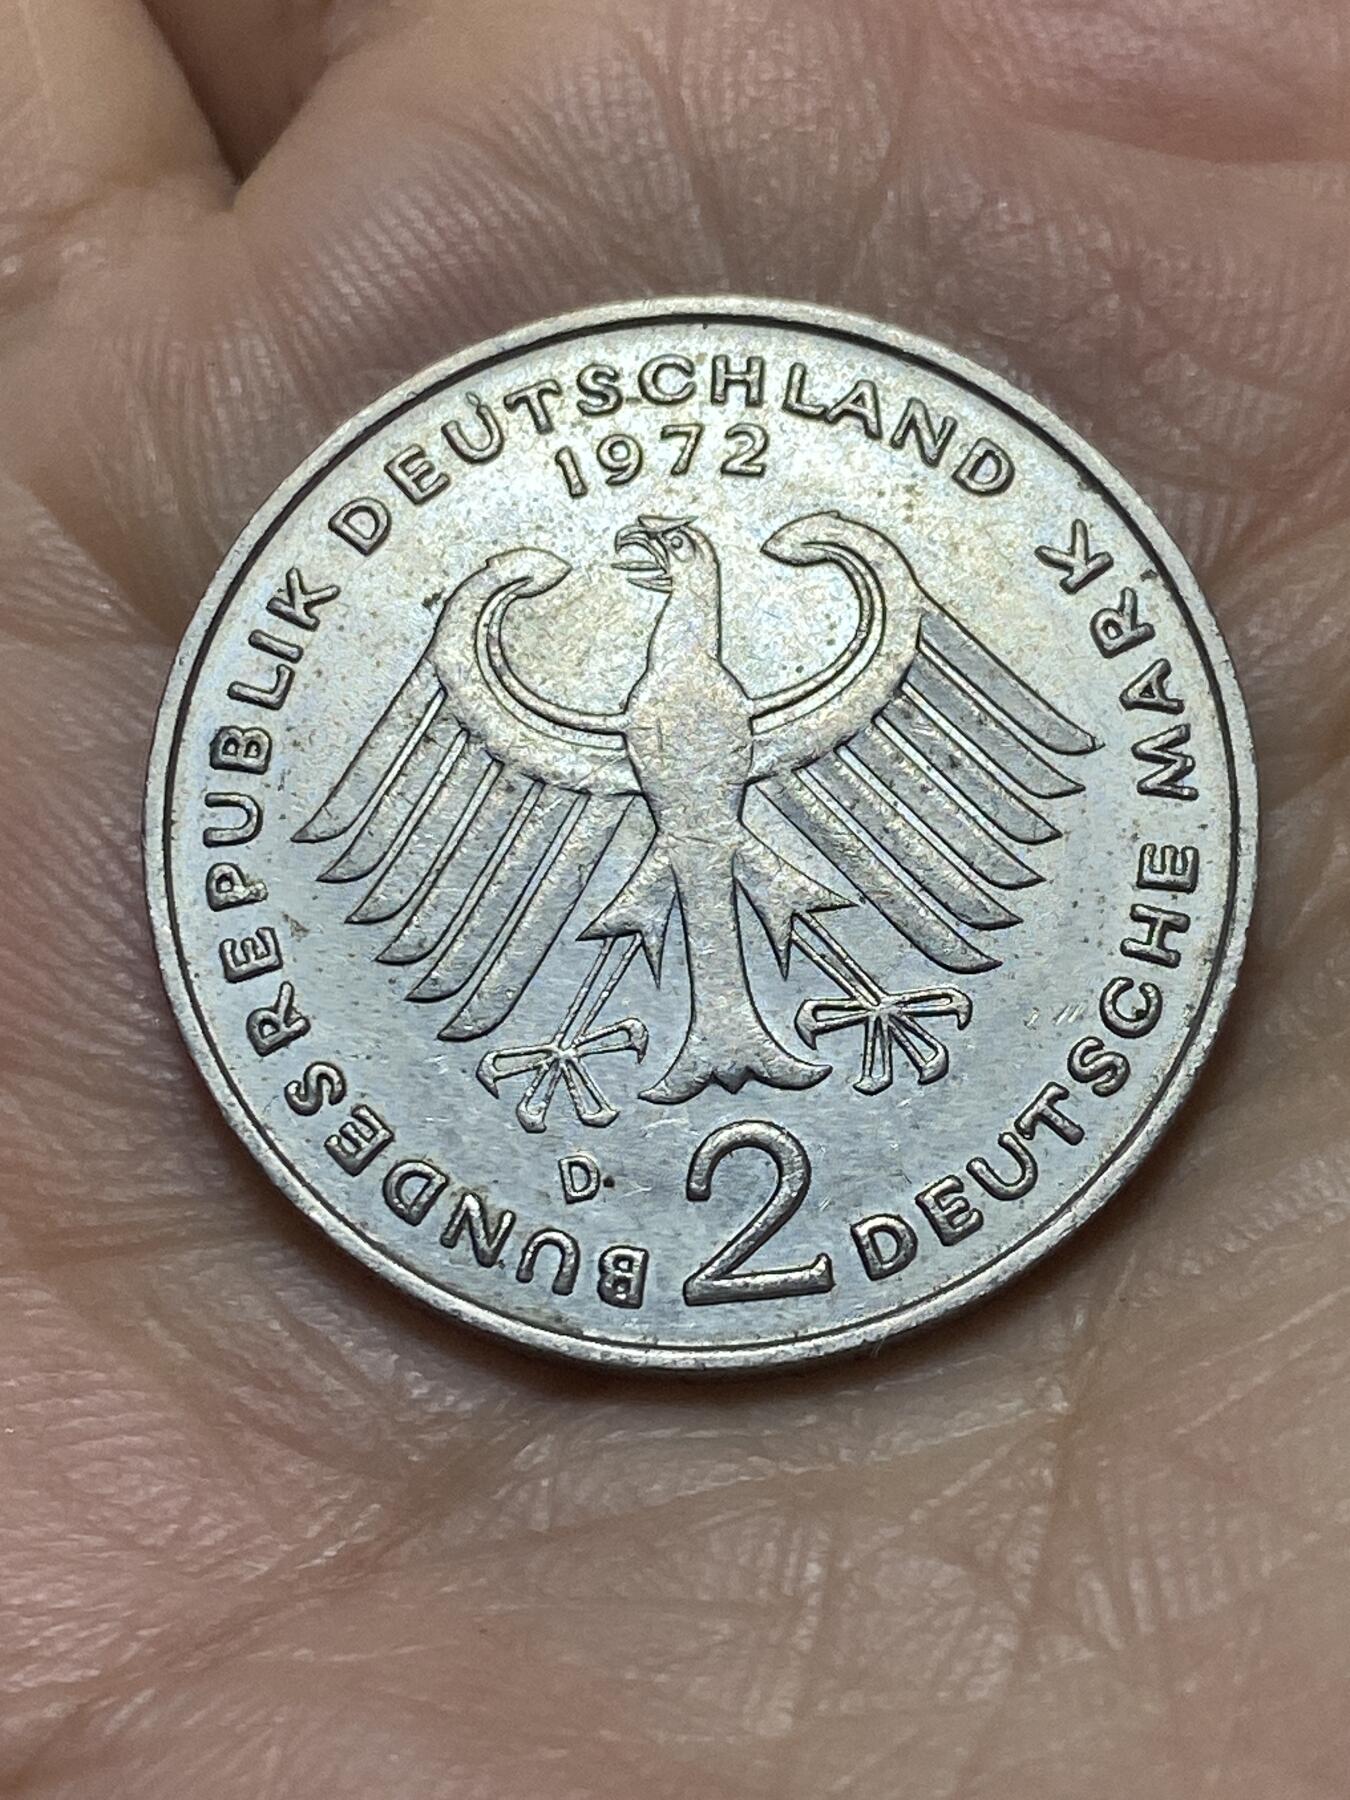 BUNDESREPUBLIK DEUTSCHLAND
1972
D
2
DEUTSCHE MARK